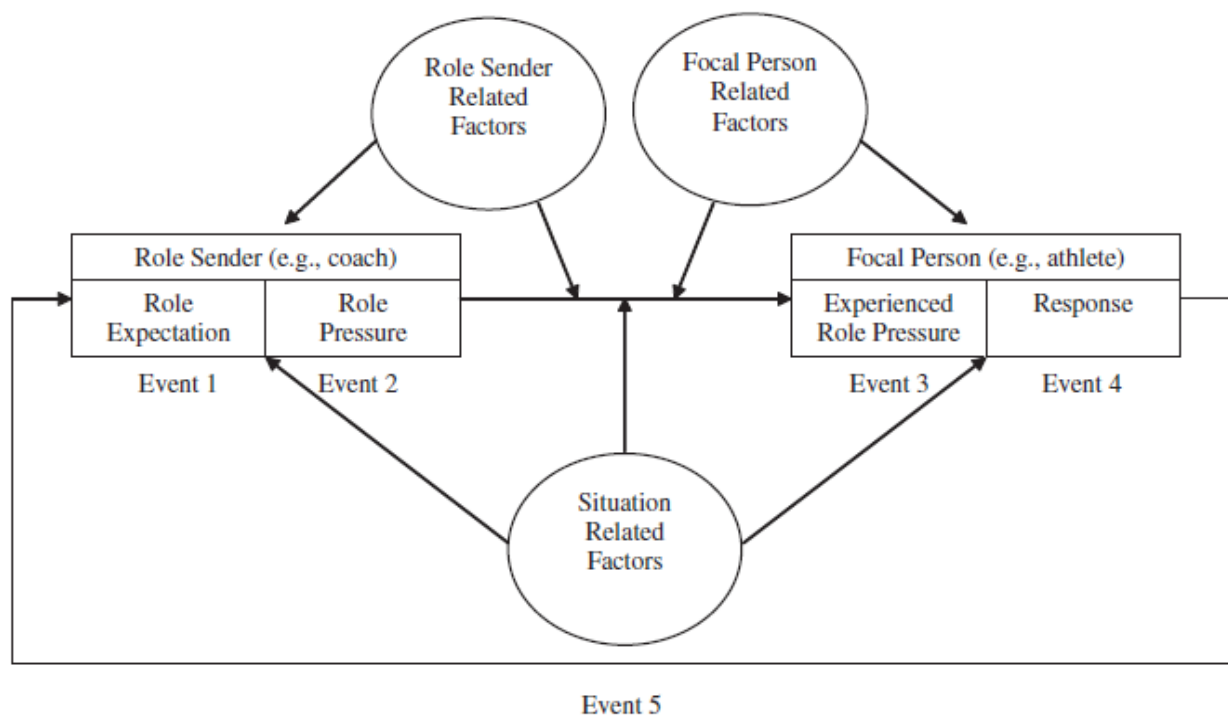 Role Sender
Related
Factors
Focal Person
Related
Factors
Role Sender (e.g., coach)
Role
Expectation
Role
Pressure
Focal Person (e.g., athlete)
Experienced
Role Pressure
Response
Event 1
Event 2
Event 3
Event 4
Situation
Related
Factors
Event 5